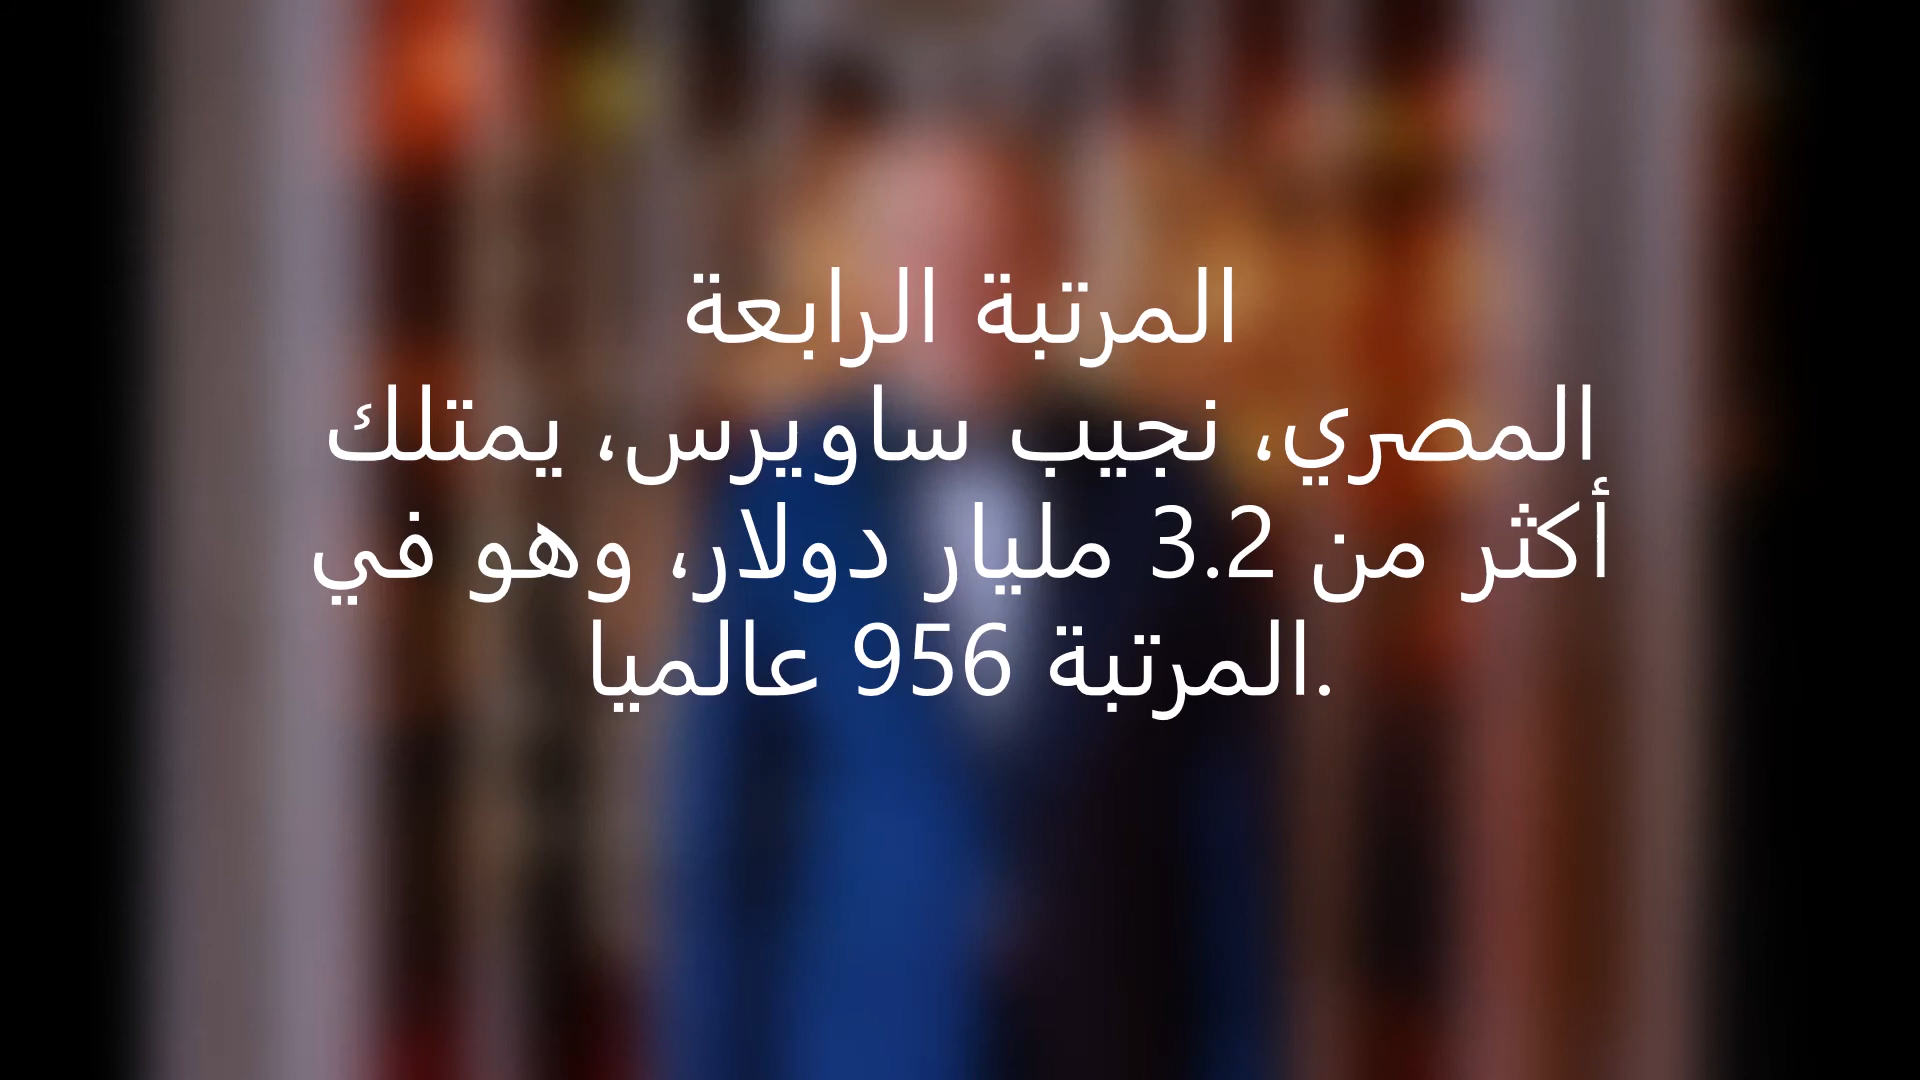 المرتبة الرابعة
المصري، نجيب ساويرس، يمتلك
أكثر من 3.2 مليار دولار، وهو في
المرتبة 956 عالميا.